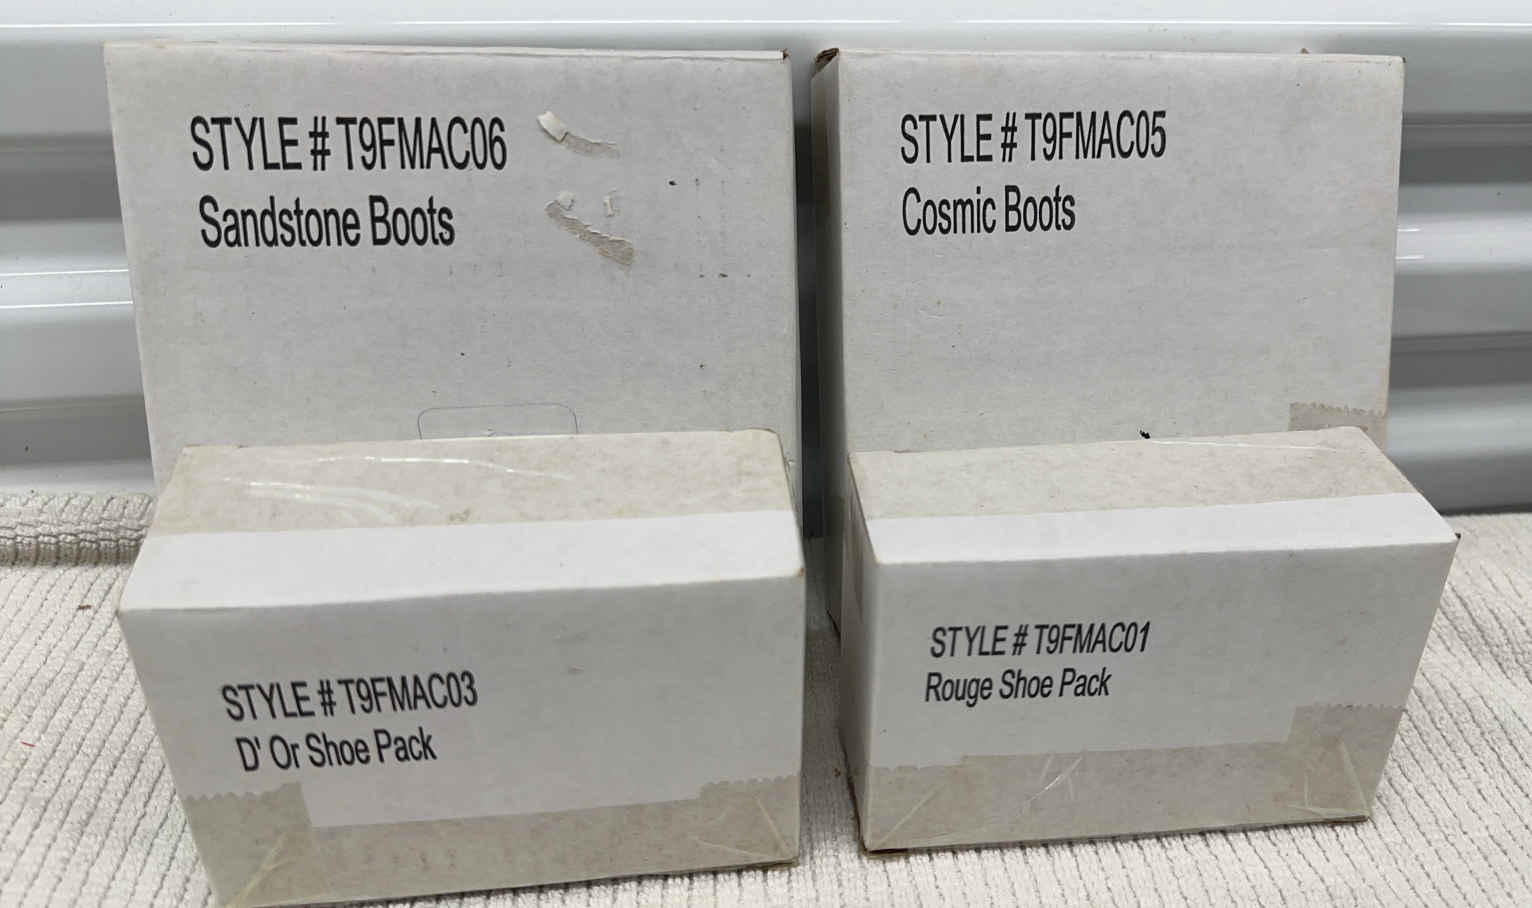 STYLE # T9FMAC06
Sandstone Boots
STYLE # T9FMAC05
Cosmic Boots
STYLE # T9FMAC03
D' Or Shoe Pack
STYLE # T9FMAC01
Rouge Shoe Pack